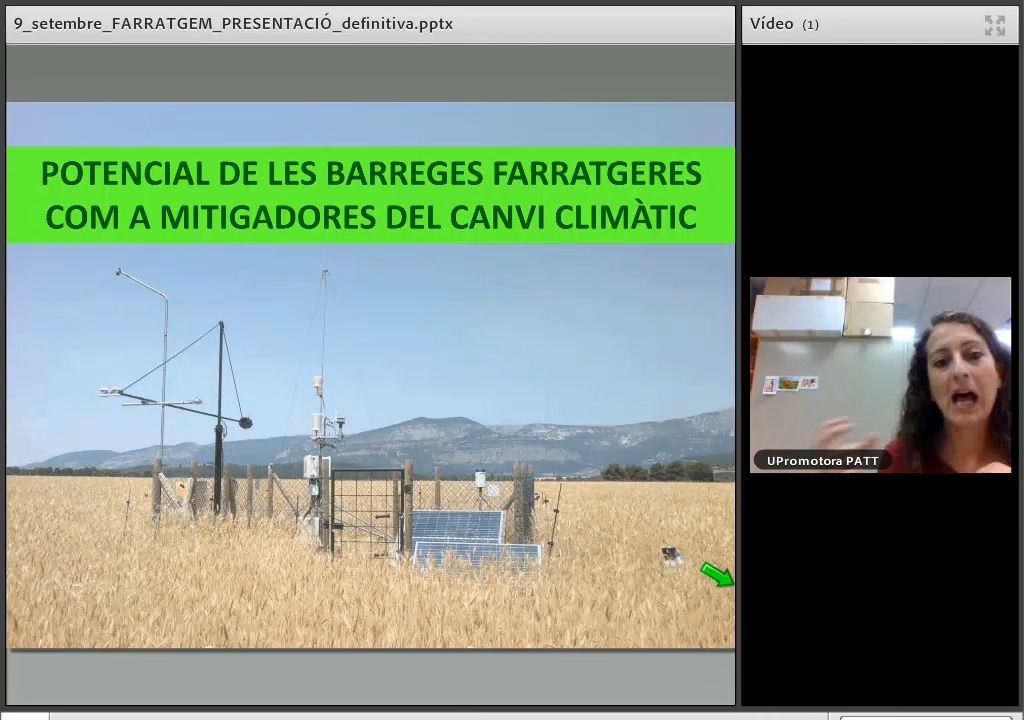 9_setembre_FARRATGEM_PRESENTACIÓ_definitiva.pptx
Vídeo (1)
POTENCIAL DE LES BARREGES FARRATGERES
COM A MITIGADORES DEL CANVI CLIMÀTIC
UPromotora PATT